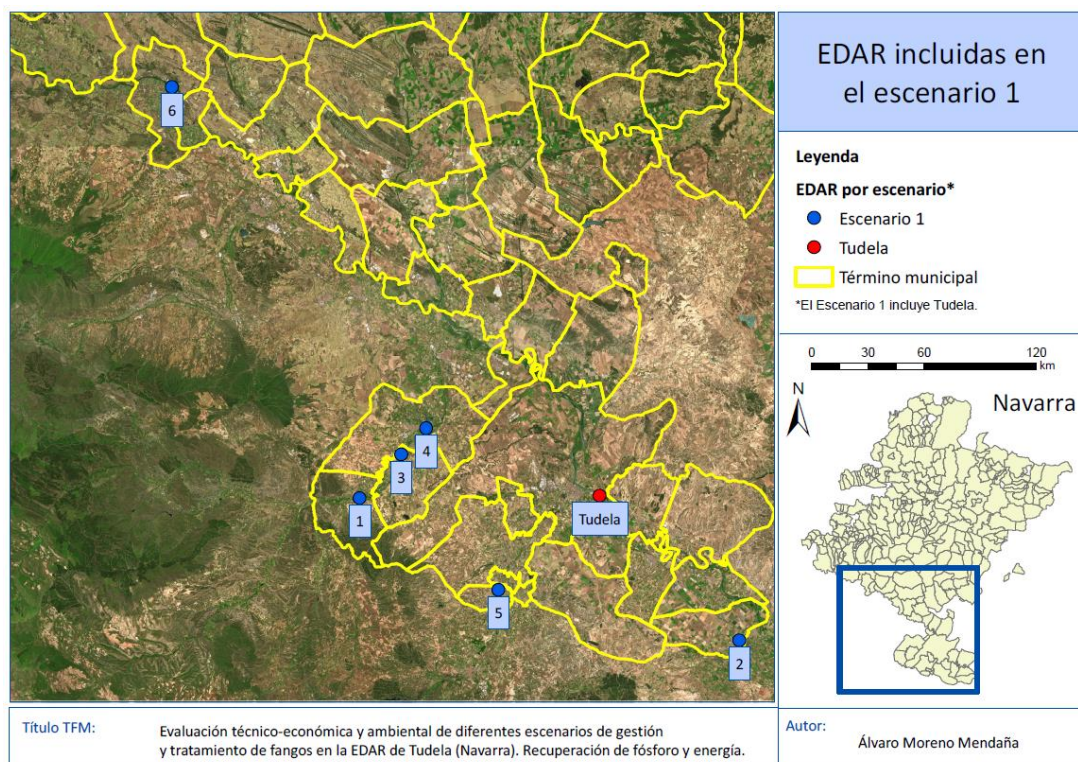 EDAR incluidas en
el escenario 1
Leyenda
EDAR por escenario*
Escenario 1
Tudela
Término municipal
*El Escenario 1 incluye Tudela.
0 30 60 120
km
N
Navarra
6
4
3
1
Tudela
5
2
Título TFM:
Evaluación técnico-económica y ambiental de diferentes escenarios de gestión
y tratamiento de fangos en la EDAR de Tudela (Navarra). Recuperación de fósforo y energía.
Autor:
Álvaro Moreno Mendaña